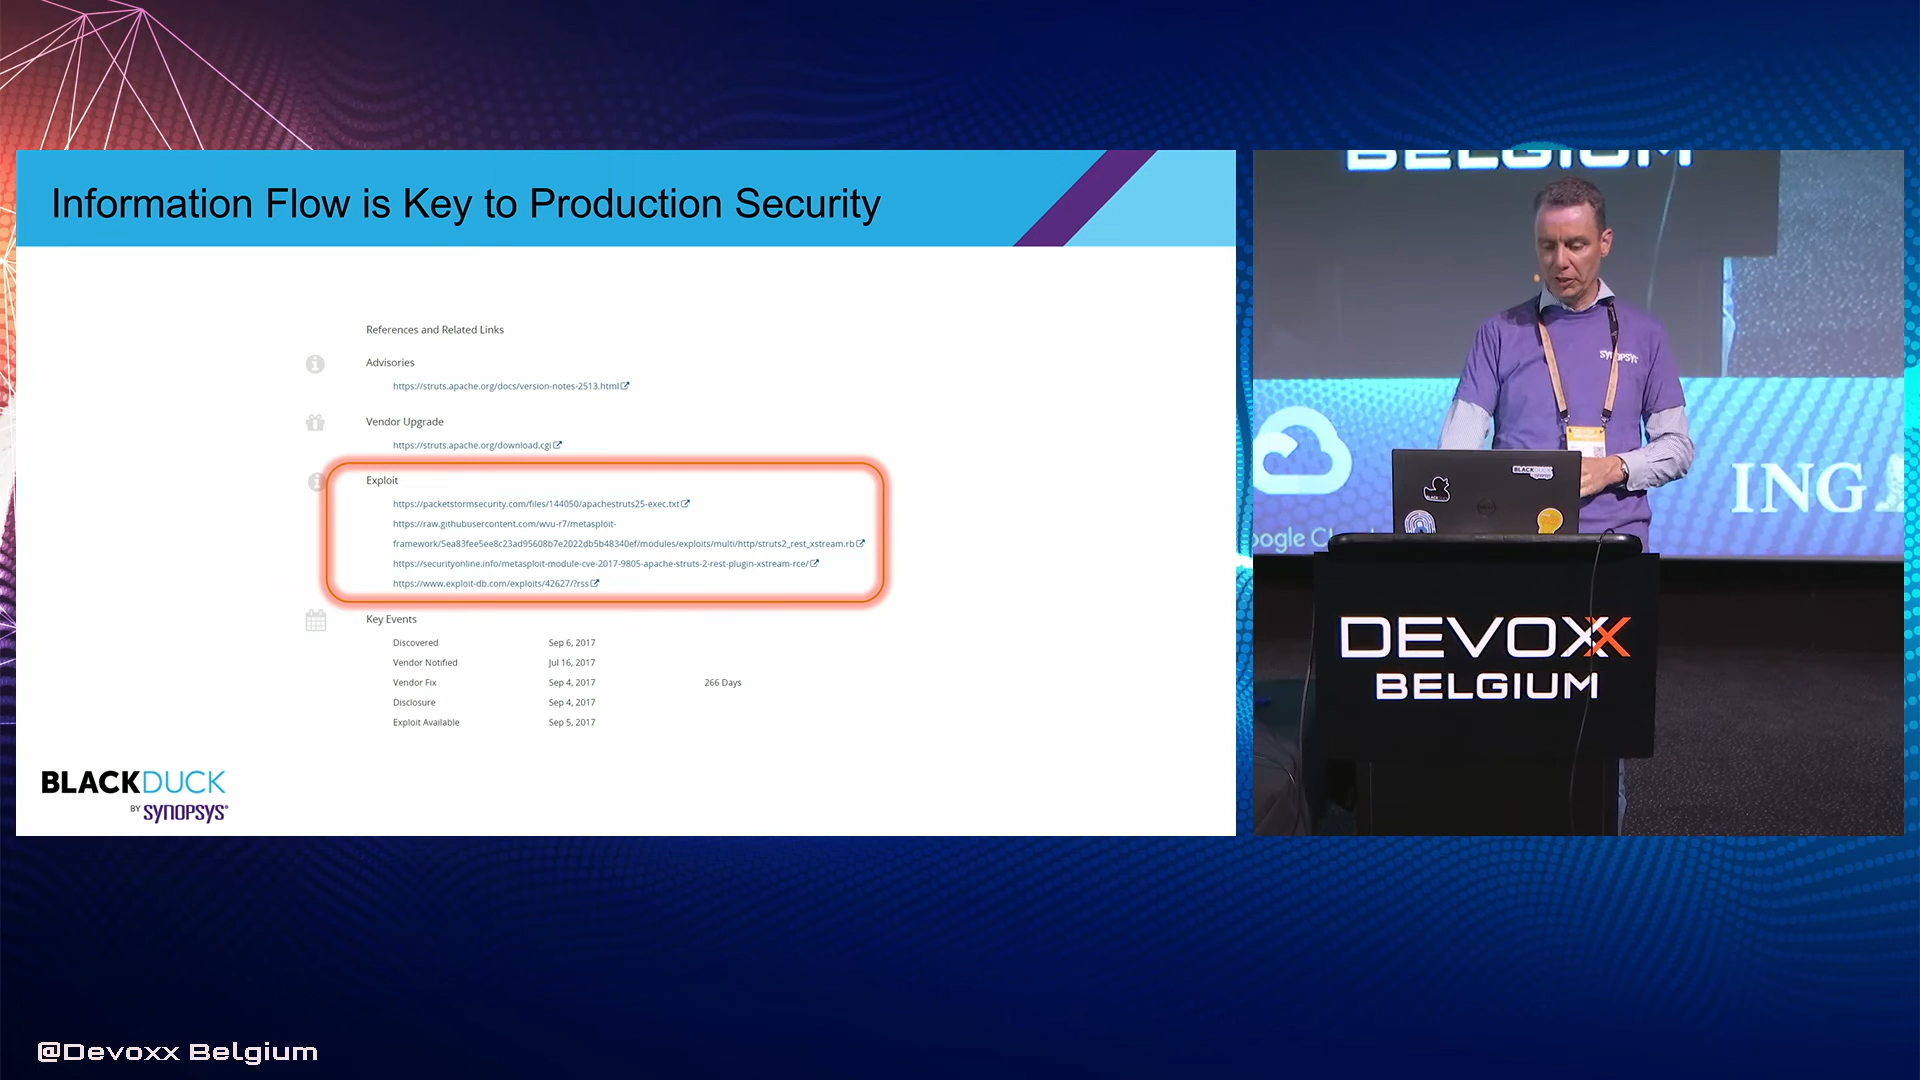 Information Flow is Key to Production Security
References and Related Links
Advisories
https://struts.apache.org/docs/version-notes-2513.html
Vendor Upgrade
https://struts.apache.org/download.cgi
Exploit
https://packetstormsecurity.com/files/144050/apachestruts25-exec.txt
https://raw.githubusercontent.com/wvu-r7/metasploit-
framework/5ea83fee5ee8c23ad95608b7e2022db5b48340ef/modules/exploits/multi/http/struts2_rest_xstream.rb
https://securityonline.info/metasploit-module-cve-2017-9805-apache-struts-2-rest-plugin-xstream-rce/
https://www.exploit-db.com/exploits/42627/?rss
Key Events
Discovered Sep 6, 2017
Vendor Notified Jul 16, 2017
Vendor Fix Sep 4, 2017 266 Days
Disclosure Sep 4, 2017
Exploit Available Sep 5, 2017
BLACKDUCK
BY SYNOPSYS®
BELGIUM
SYNOPSYS
BLACKDUCK
ING
oogle Cl
DEVOXX
BELGIUM
@Devoxx Belgium